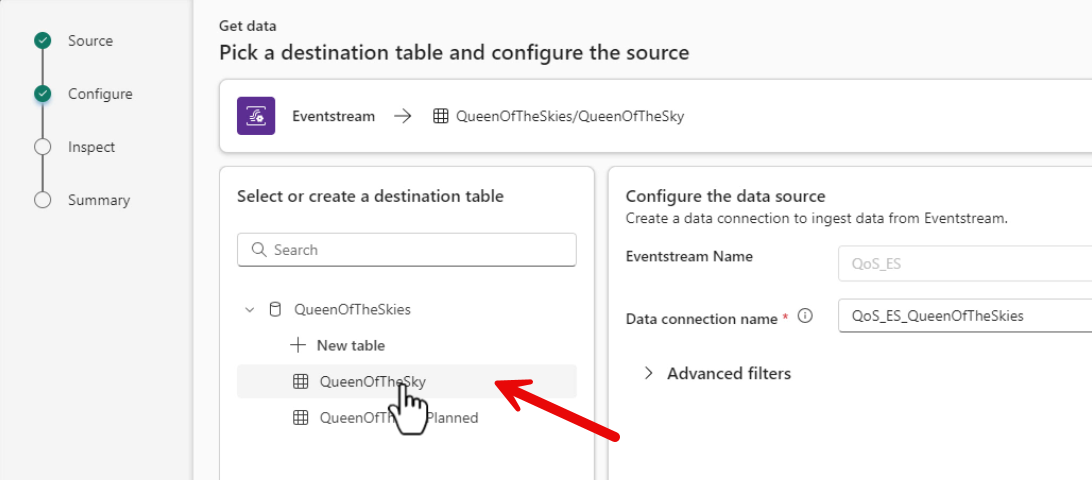 Source
Configure
Inspect
Summary
Get data
Pick a destination table and configure the source
Eventstream → QueenOfTheSkies/QueenOfTheSky
Select or create a destination table
Search
QueenOfTheSkies
New table
QueenOfTheSky
Planned
Configure the data source
Create a data connection to ingest data from Eventstream.
Eventstream Name
QoS_ES
Data connection name *
QoS_ES_QueenOfTheSkies
Advanced filters